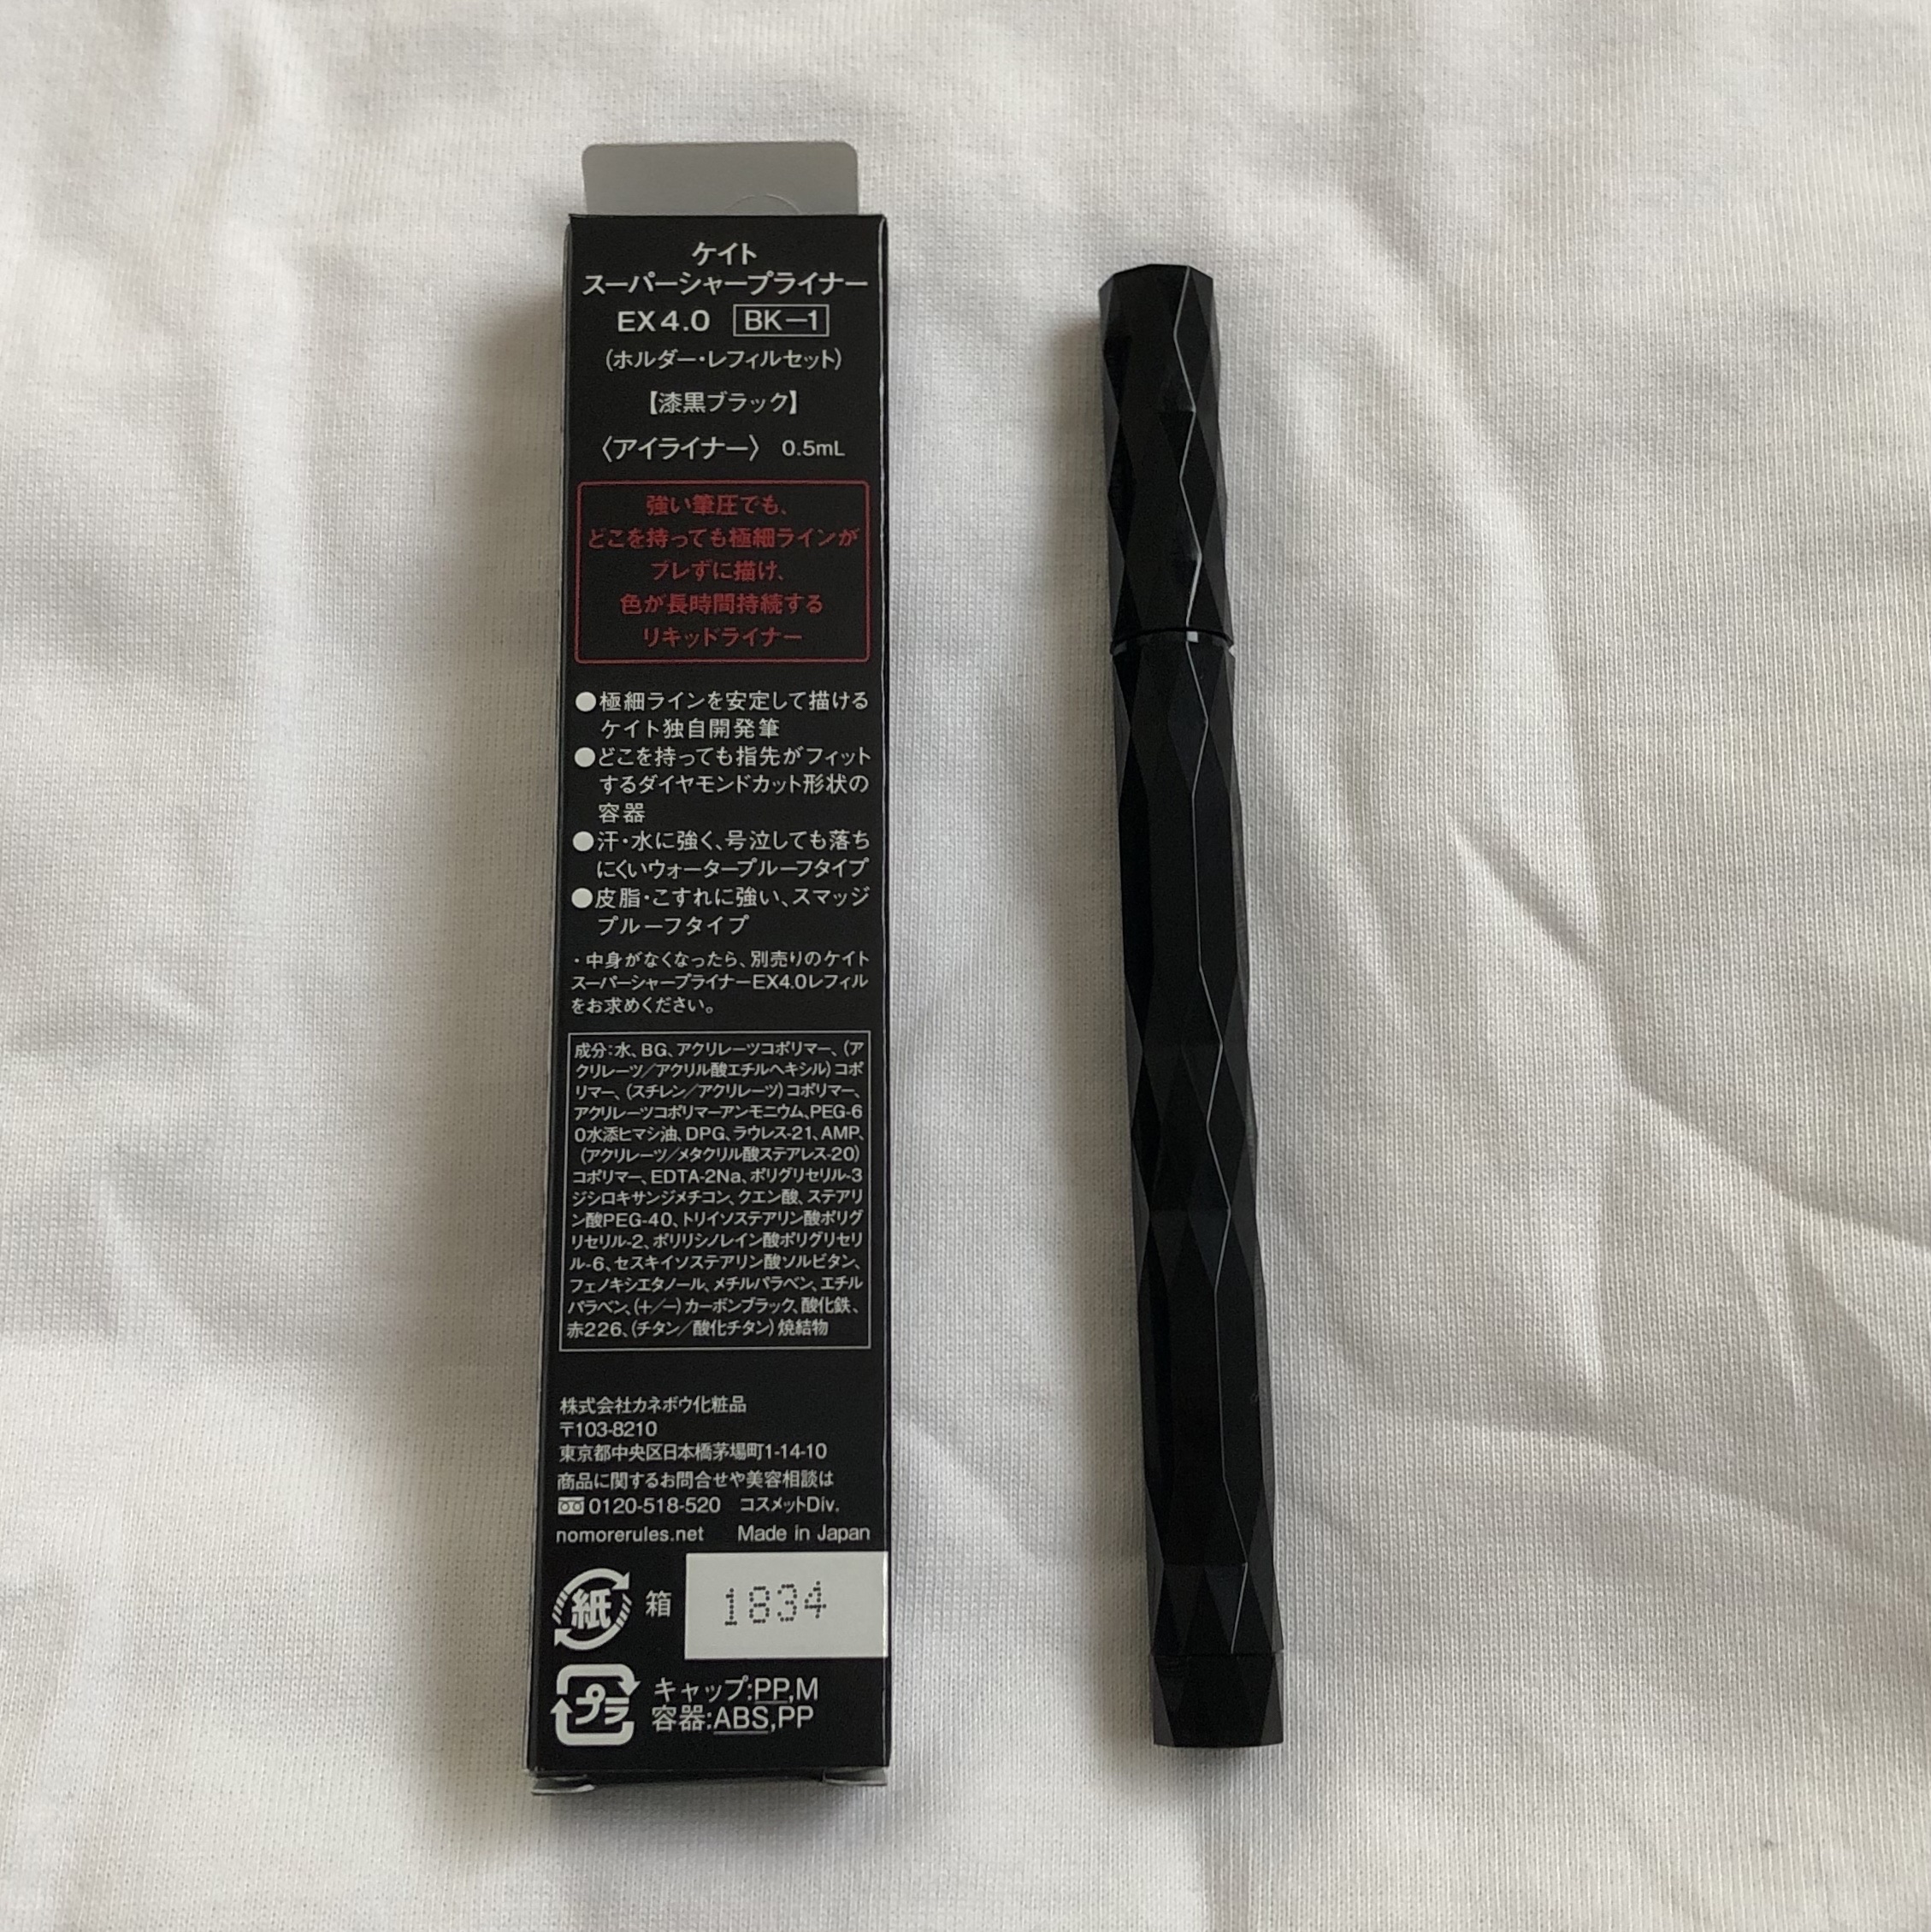 ケイト
スーパーシャープライナー
EX4.0 BK-1
(ホルダー・レフィルセット)
【漆黒ブラック】
〈アイライナー〉 0.5mL
強い筆圧でも、
どこを持っても極細ラインが
ブレずに描け、
色が長時間持続する
リキッドライナー
●極細ラインを安定して描ける
ケイト独自開発筆
●どこを持っても指先がフィット
するダイヤモンドカット形状の
容器
●汗・水に強く、号泣しても落ち
にくいウォータープルーフタイプ
●皮脂・こすれに強い、スマッジ
プルーフタイプ
・中身がなくなったら、別売りのケイト
スーパーシャープライナーEX4.0レフィル
をお求めください。
成分:水、BG、アクリレーツコポリマー、(ア
クリレーツ/アクリル酸エチルヘキシル)コポ
リマー、(スチレン/アクリレーツ)コポリマー、
アクリレーツコポリマーアンモニウム、PEG-6
0水添ヒマシ油、DPG、ラウレス-21、AMP、
(アクリレーツ/メタクリル酸ステアレス-20)
コポリマー、EDTA-2Na、ポリグリセリル-3
ジシロキサンジメチコン、クエン酸、ステアリ
ン酸PEG-40、トリイソステアリン酸ポリグ
リセリル-2、ポリリシノレイン酸ポリグリセリ
ル-6、セスキイソステアリン酸ソルビタン、
フェノキシエタノール、メチルパラベン、エチル
パラベン、(+/-)カーボンブラック、酸化鉄、
赤226、(チタン/酸化チタン)焼結物
株式会社カネボウ化粧品
〒103-8210
東京都中央区日本橋茅場町1-14-10
商品に関するお問合せや美容相談は
0120-518-520 コスメットDiv.
nomorerules.net Made in Japan
紙 箱 1834
プラ キャップ:PP,M
容器:ABS,PP